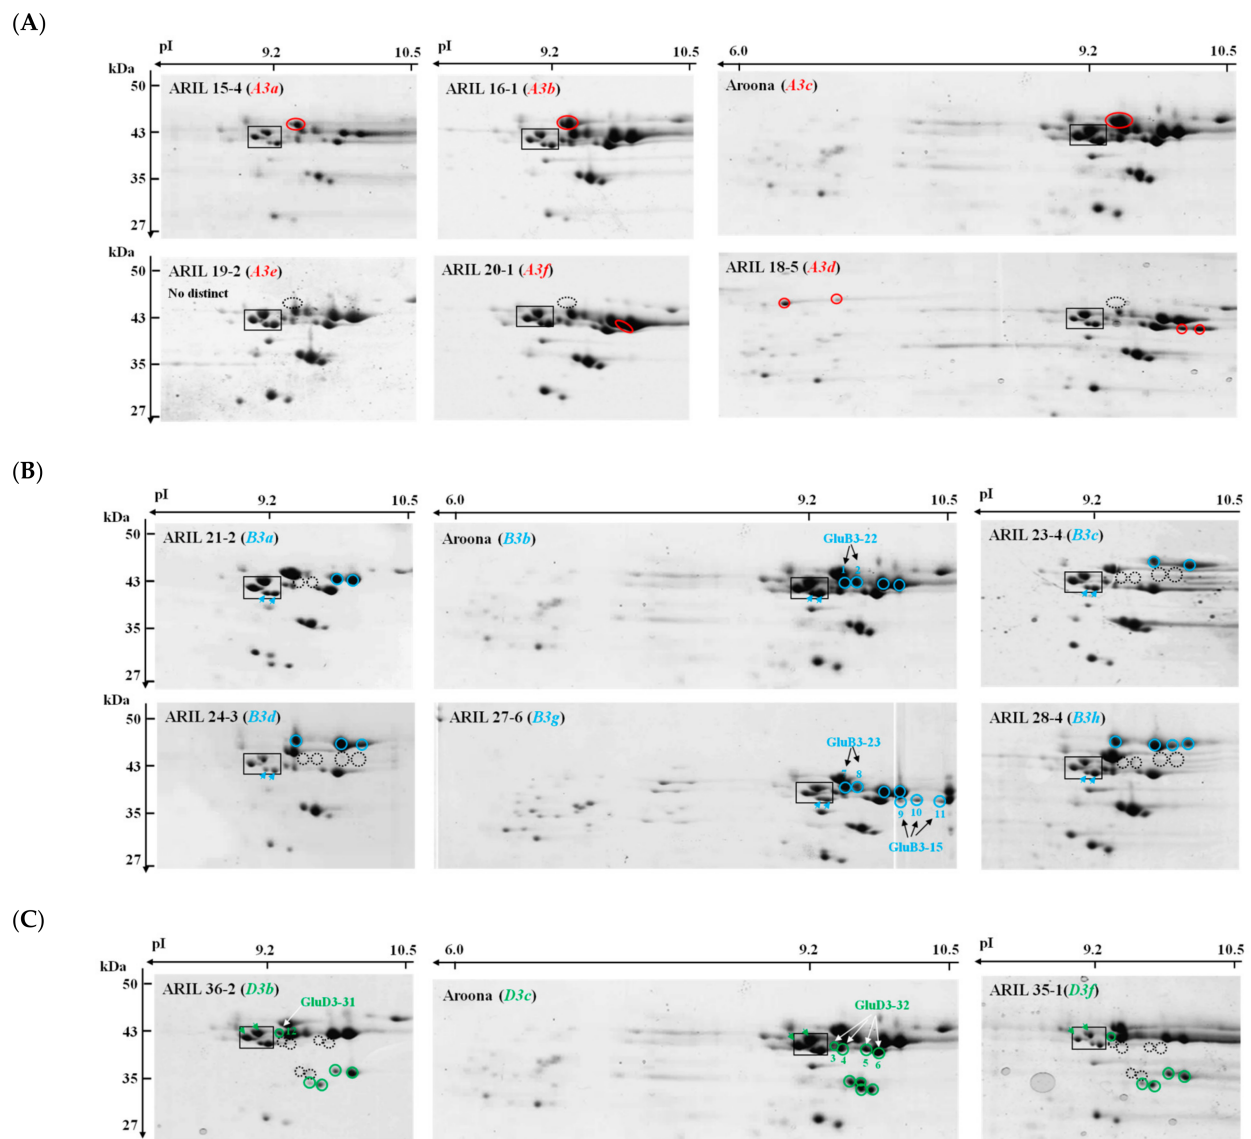 (A)
pI 9.2 10.5 pI 9.2 10.5 6.0 9.2 10.5
kDa
50
43
35
27
ARIL 15-4 (A3a) ARIL 16-1 (A3b) Aroona (A3c)
kDa
50
43
35
27
ARIL 19-2 (A3e) ARIL 20-1 (A3f) ARIL 18-5 (A3d)
No distinct
(B)
pI 9.2 10.5 6.0 9.2 10.5 pI 9.2 10.5
kDa
50
43
35
27
ARIL 21-2 (B3a) Aroona (B3b) ARIL 23-4 (B3c)
GluB3-22
1 2
kDa
50
43
35
27
ARIL 24-3 (B3d) ARIL 27-6 (B3g) ARIL 28-4 (B3h)
GluB3-23
7 8
9 10 11
GluB3-15
(C)
pI 9.2 10.5 6.0 9.2 10.5 pI 9.2 10.5
kDa
50
43
35
27
ARIL 36-2 (D3b) Aroona (D3c) ARIL 35-1(D3f)
GluD3-31 GluD3-32
12
3 4 5 6